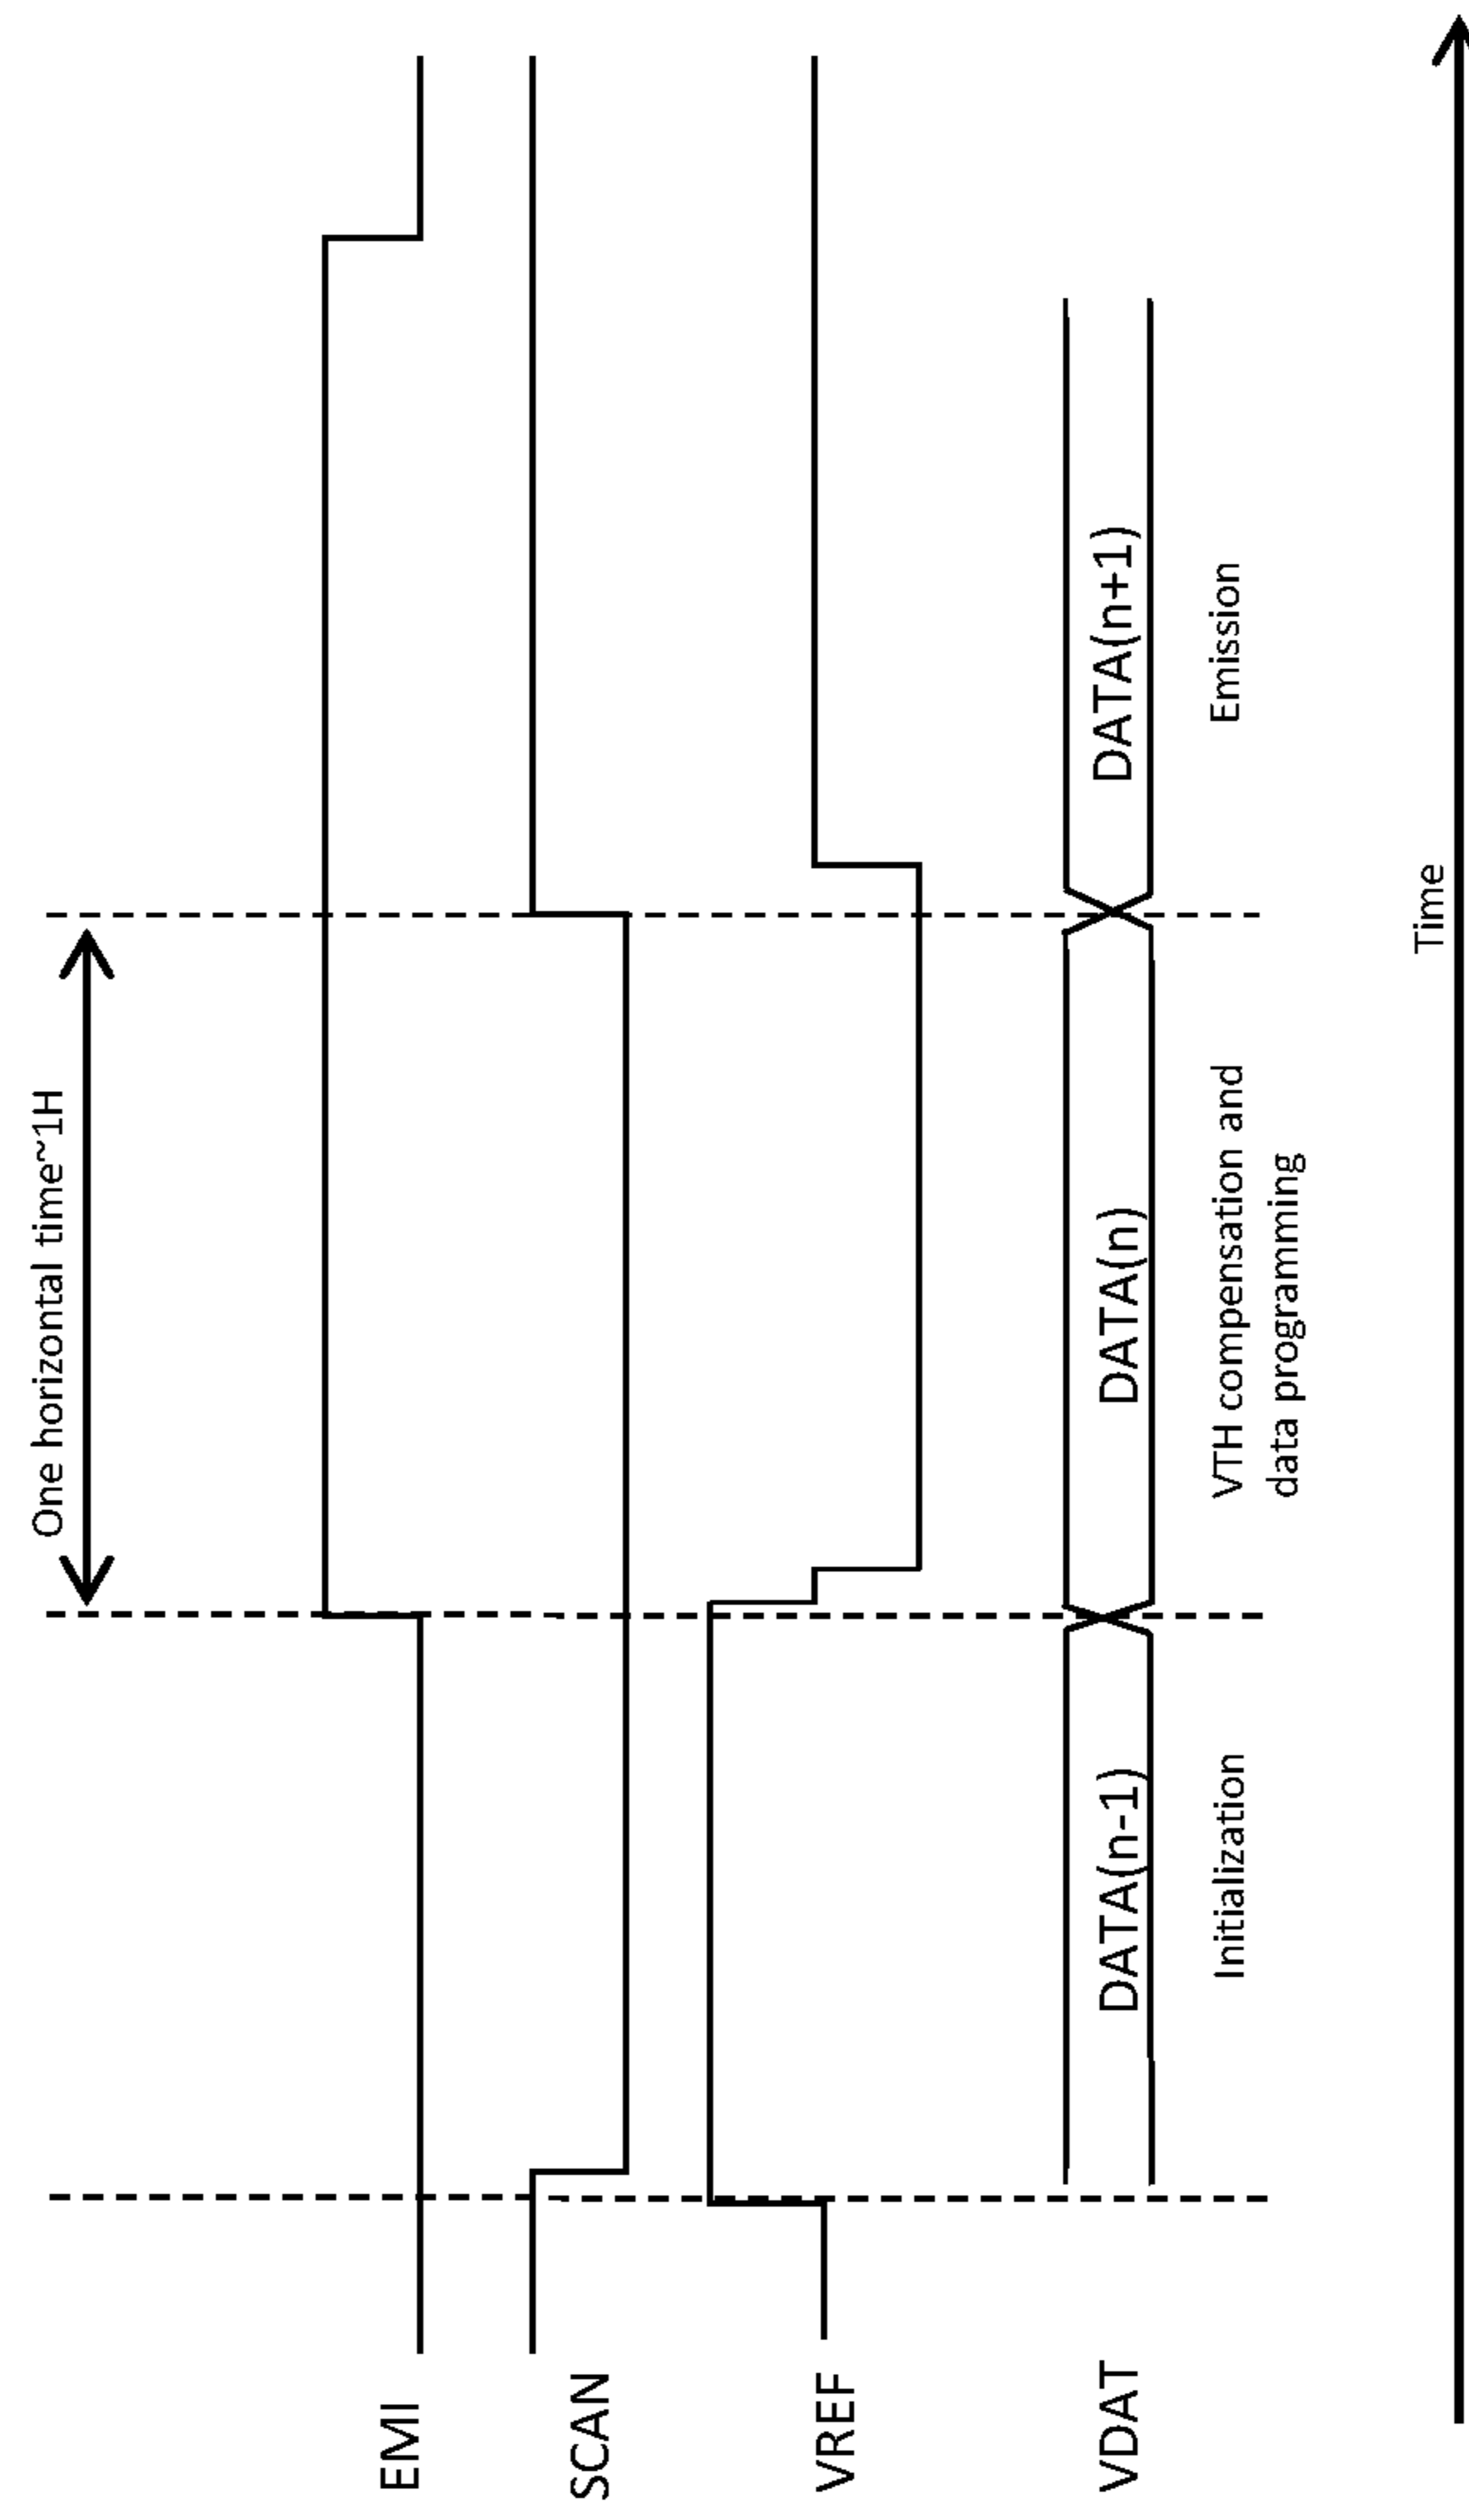 One horizontal time~1H
EMI
SCAN
VREF
VDAT
DATA(n-1)
DATA(n)
DATA(n+1)
Initialization
VTH compensation and
data programming
Emission
Time